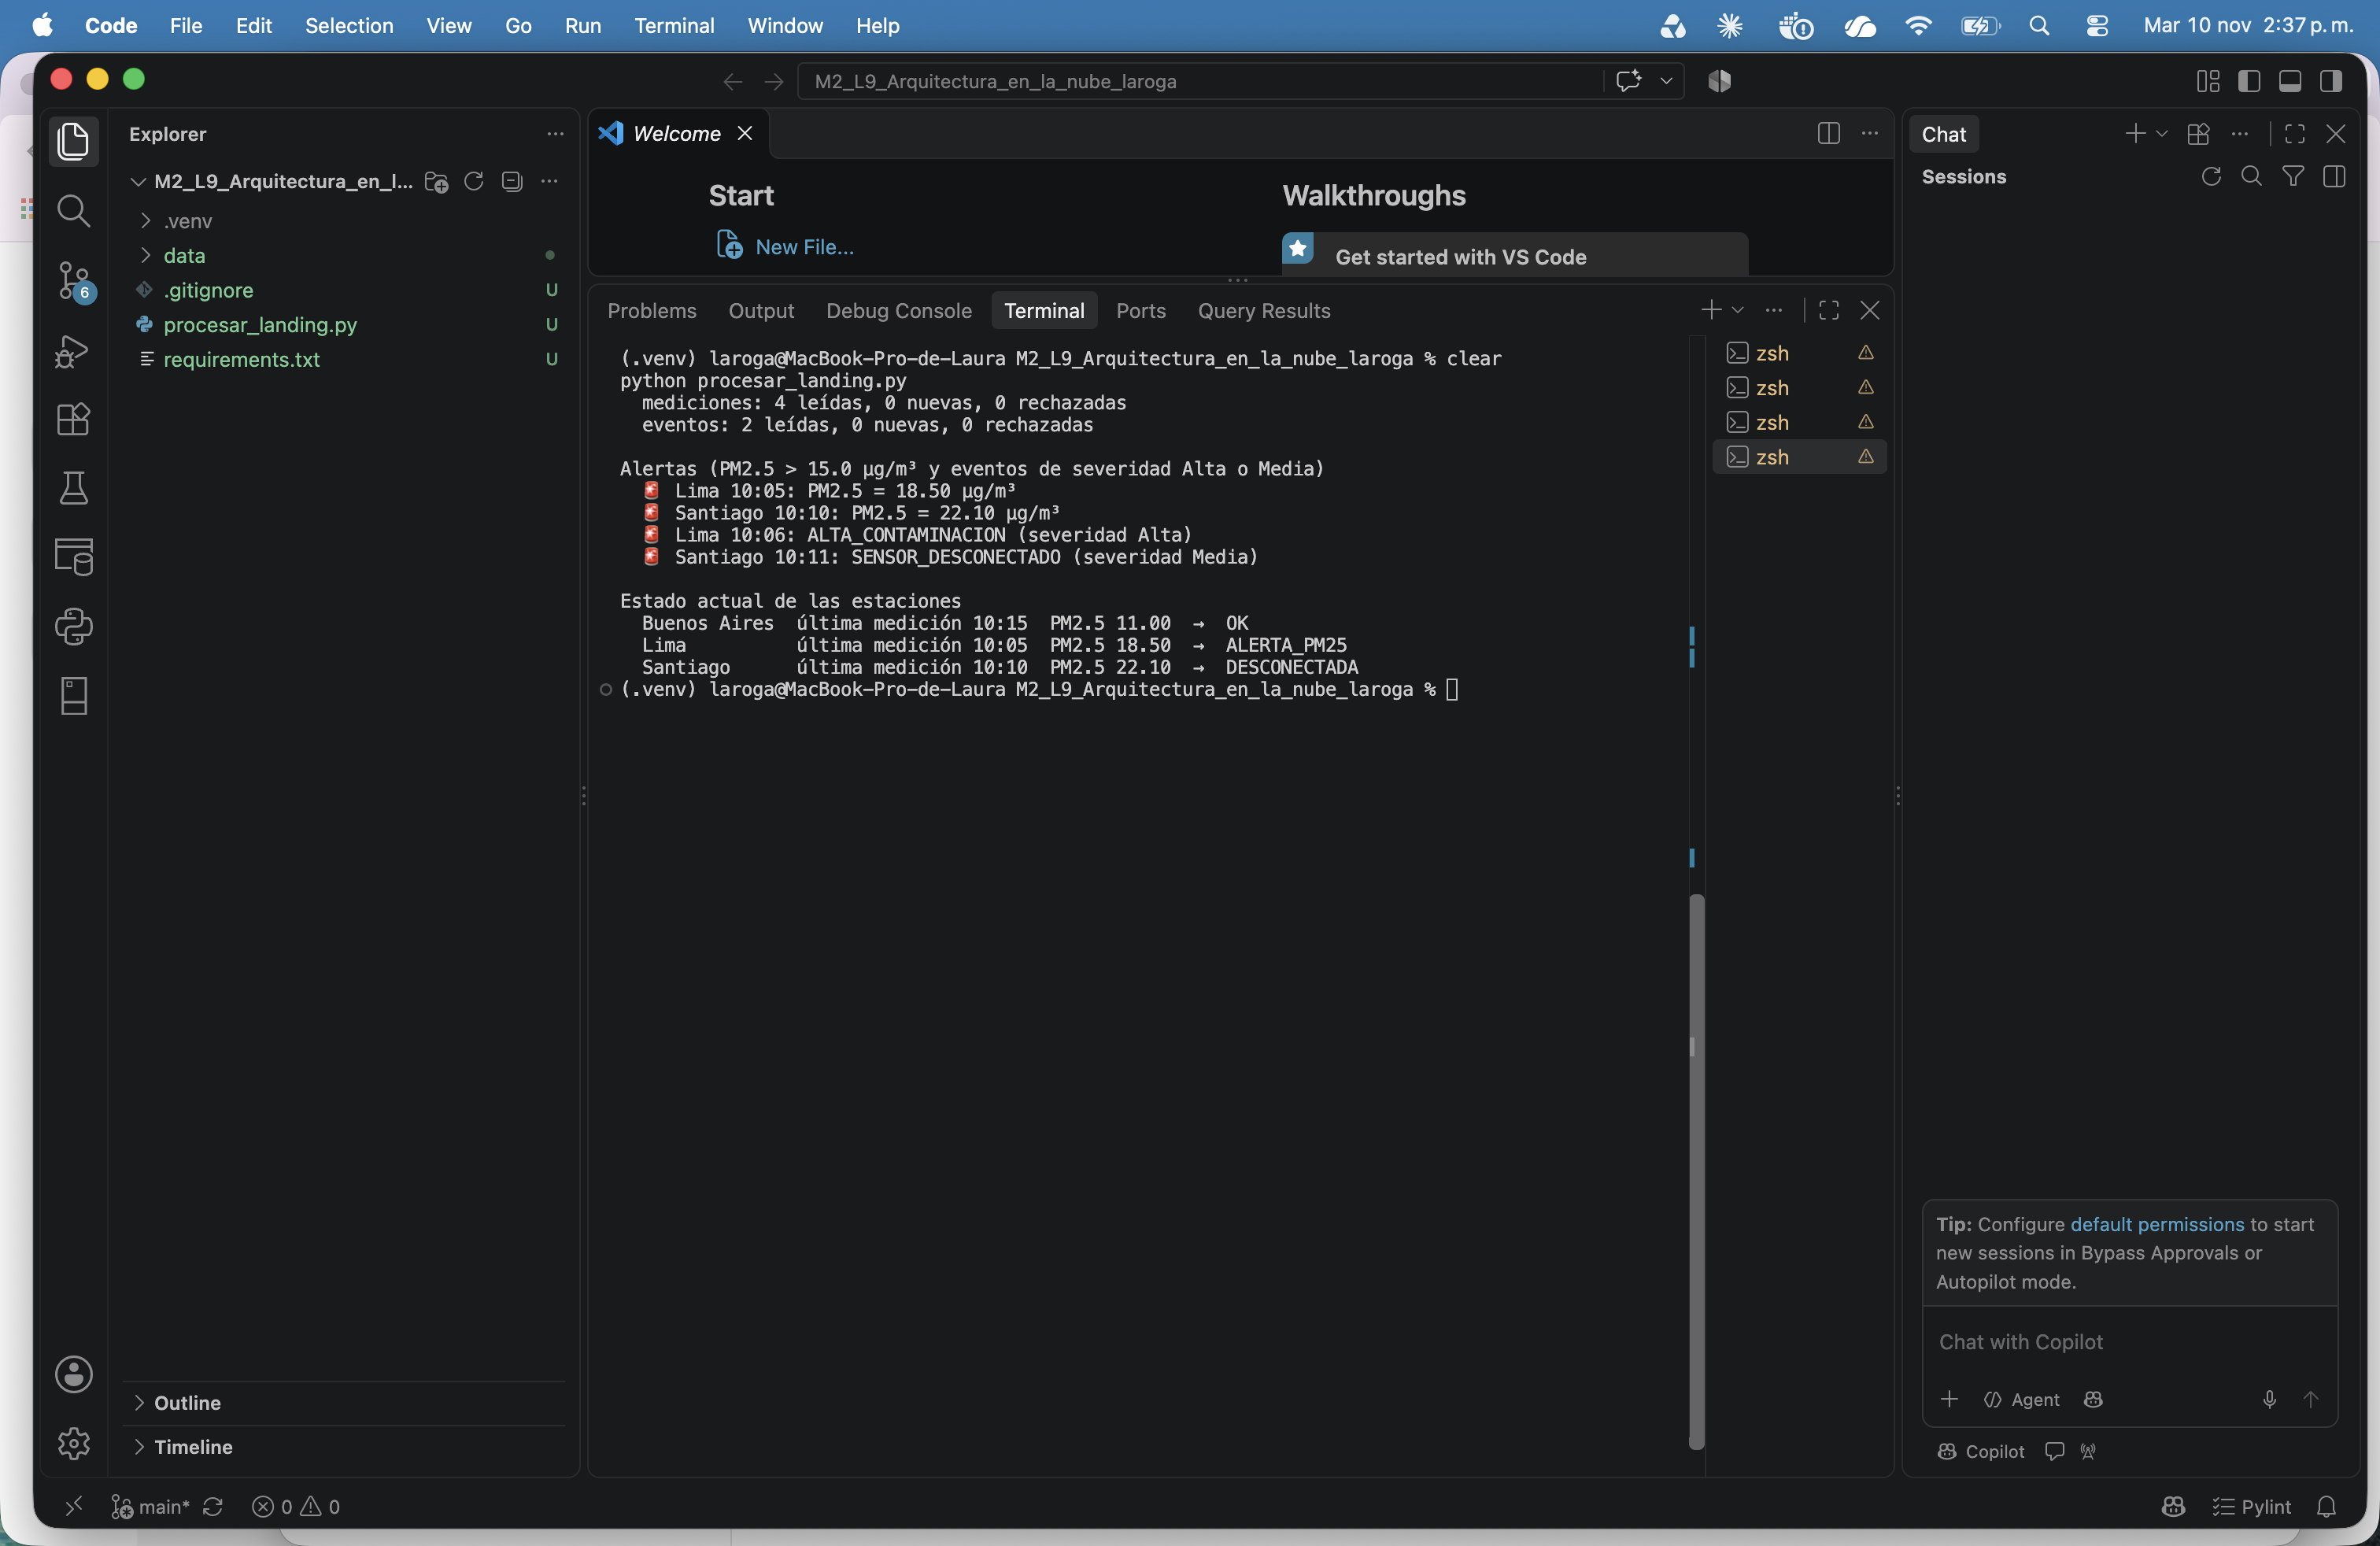 Code File Edit Selection View Go Run Terminal Window Help Mar 10 nov 2:37 p. m.
M2_L9_Arquitectura_en_la_nube_laroga
Explorer
M2_L9_Arquitectura_en_l...
.venv
data
.gitignore U
procesar_landing.py U
requirements.txt U
6
Outline
Timeline
Welcome
Start
New File...
Walkthroughs
Get started with VS Code
Problems Output Debug Console Terminal Ports Query Results
(.venv) laroga@MacBook-Pro-de-Laura M2_L9_Arquitectura_en_la_nube_laroga % clear
python procesar_landing.py
mediciones: 4 leídas, 0 nuevas, 0 rechazadas
eventos: 2 leídas, 0 nuevas, 0 rechazadas
Alertas (PM2.5 > 15.0 µg/m³ y eventos de severidad Alta o Media)
🚨 Lima 10:05: PM2.5 = 18.50 µg/m³
🚨 Santiago 10:10: PM2.5 = 22.10 µg/m³
🚨 Lima 10:06: ALTA_CONTAMINACION (severidad Alta)
🚨 Santiago 10:11: SENSOR_DESCONECTADO (severidad Media)
Estado actual de las estaciones
Buenos Aires última medición 10:15 PM2.5 11.00 → OK
Lima última medición 10:05 PM2.5 18.50 → ALERTA_PM25
Santiago última medición 10:10 PM2.5 22.10 → DESCONECTADA
(.venv) laroga@MacBook-Pro-de-Laura M2_L9_Arquitectura_en_la_nube_laroga %
zsh
zsh
zsh
zsh
Chat
Sessions
Tip: Configure default permissions to start
new sessions in Bypass Approvals or
Autopilot mode.
Chat with Copilot
Agent
Copilot
main* 0 0 Pylint